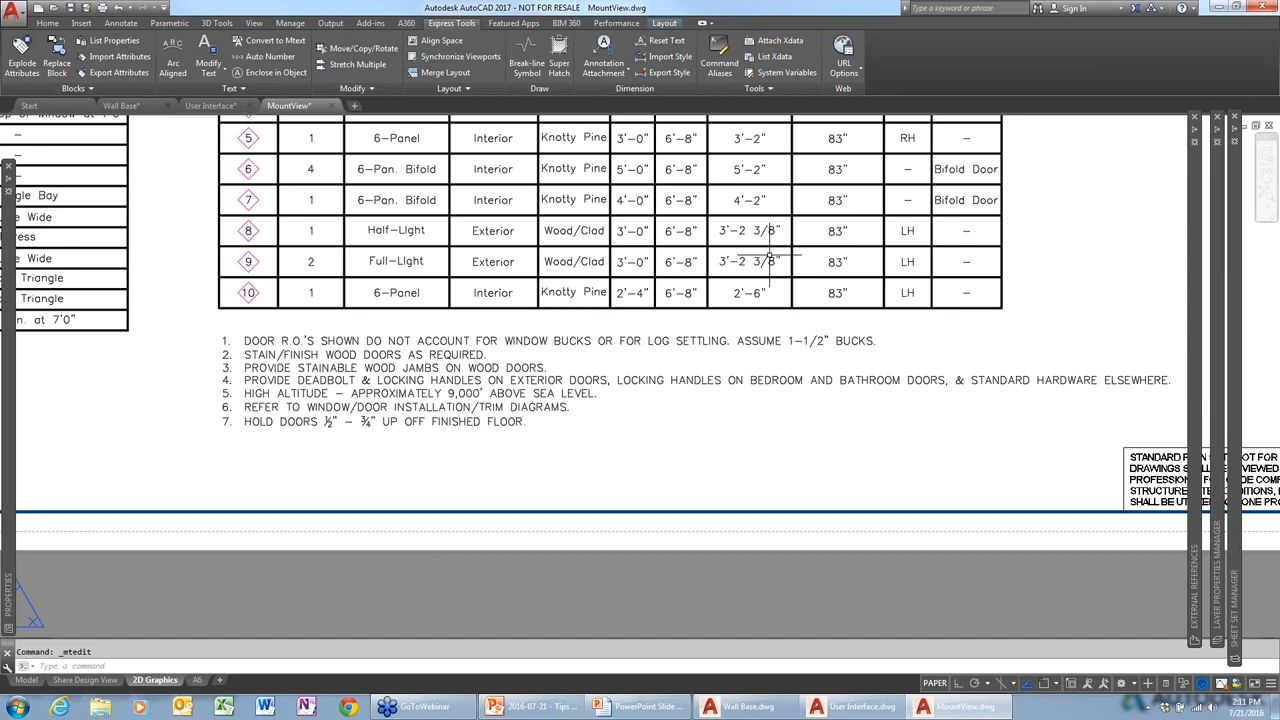 Autodesk AutoCAD 2017 - NOT FOR RESALE MountView.dwg
Type a keyword or phrase
Sign In
Home Insert Annotate Parametric 3D Tools View Manage Output Add-ins A360 Express Tools Featured Apps BIM 360 Performance Layout
Explode Attributes
Replace Block
List Properties
Import Attributes
Export Attributes
Blocks
Arc Aligned
Modify Text
Convert to Mtext
Auto Number
Enclose in Object
Text
Move/Copy/Rotate
Stretch Multiple
Modify
Align Space
Synchronize Viewports
Merge Layout
Layout
Break-line Symbol
Super Hatch
Draw
Annotation Attachment
Reset Text
Import Style
Export Style
Dimension
Command Aliases
Attach Xdata
List Xdata
System Variables
Tools
URL Options
Web
Start Wall Base* User Interface* MountView*
5 1 6-Panel Interior Knotty Pine 3'-0" 6'-8" 3'-2" 83" RH -
6 4 6-Pan. Bifold Interior Knotty Pine 5'-0" 6'-8" 5'-2" 83" - Bifold Door
7 1 6-Pan. Bifold Interior Knotty Pine 4'-0" 6'-8" 4'-2" 83" - Bifold Door
8 1 Half-Light Exterior Wood/Clad 3'-0" 6'-8" 3'-2 3/8" 83" LH -
9 2 Full-Light Exterior Wood/Clad 3'-0" 6'-8" 3'-2 3/8" 83" LH -
10 1 6-Panel Interior Knotty Pine 2'-4" 6'-8" 2'-6" 83" LH -
gle Bay
e Wide
ress
e Wide
Triangle
Triangle
n. at 7'0"
1. DOOR R.O.'S SHOWN DO NOT ACCOUNT FOR WINDOW BUCKS OR FOR LOG SETTLING. ASSUME 1-1/2" BUCKS.
2. STAIN/FINISH WOOD DOORS AS REQUIRED.
3. PROVIDE STAINABLE WOOD JAMBS ON WOOD DOORS.
4. PROVIDE DEADBOLT & LOCKING HANDLES ON EXTERIOR DOORS, LOCKING HANDLES ON BEDROOM AND BATHROOM DOORS, & STANDARD HARDWARE ELSEWHERE.
5. HIGH ALTITUDE - APPROXIMATELY 9,000' ABOVE SEA LEVEL.
6. REFER TO WINDOW/DOOR INSTALLATION/TRIM DIAGRAMS.
7. HOLD DOORS ½" - ¾" UP OFF FINISHED FLOOR.
PROPERTIES
EXTERNAL REFERENCES
LAYER PROPERTIES MANAGER
SHEET SET MANAGER
Command: _mtedit
Type a command
Model Share Design View 2D Graphics A6
PAPER
GoToWebinar
2016-07-21 - Tips ...
PowerPoint Slide ...
Wall Base.dwg
User Interface.dwg
MountView.dwg
2:11 PM
7/21/2016